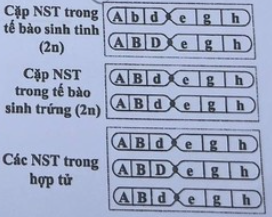 Cặp NST trong
tế bào sinh tinh
(2n)
A b d e g h
A B D e g h
Cặp NST
trong tế bào
sinh trứng (2n)
A B d e g h
A B d e g h
Các NST trong
hợp tử
A B d e g h
A B D e g h
A B d e g h